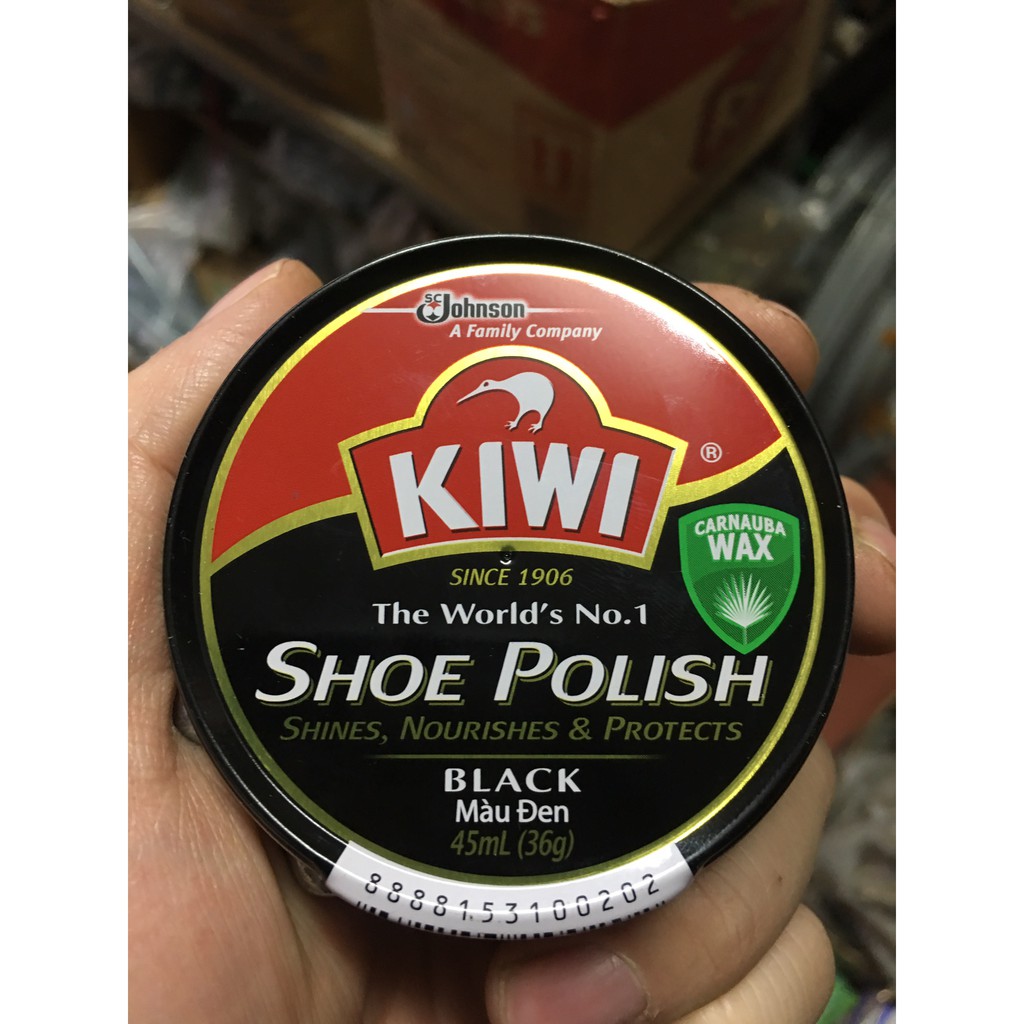 SC Johnson
A Family Company
KIWI ®
CARNAUBA
WAX
SINCE 1906
The World's No.1
SHOE POLISH
SHINES, NOURISHES & PROTECTS
BLACK
Màu Đen
45mL (36g)
8888153100202